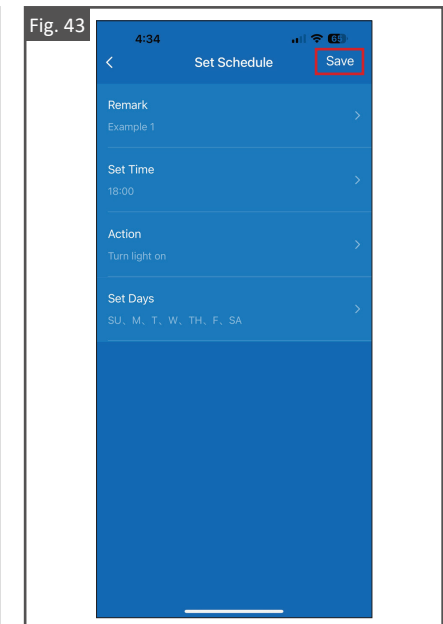 Fig. 43
4:34
69
Set Schedule
Save
Remark
Example 1
Set Time
18:00
Action
Turn light on
Set Days
SU、M、T、W、TH、F、SA